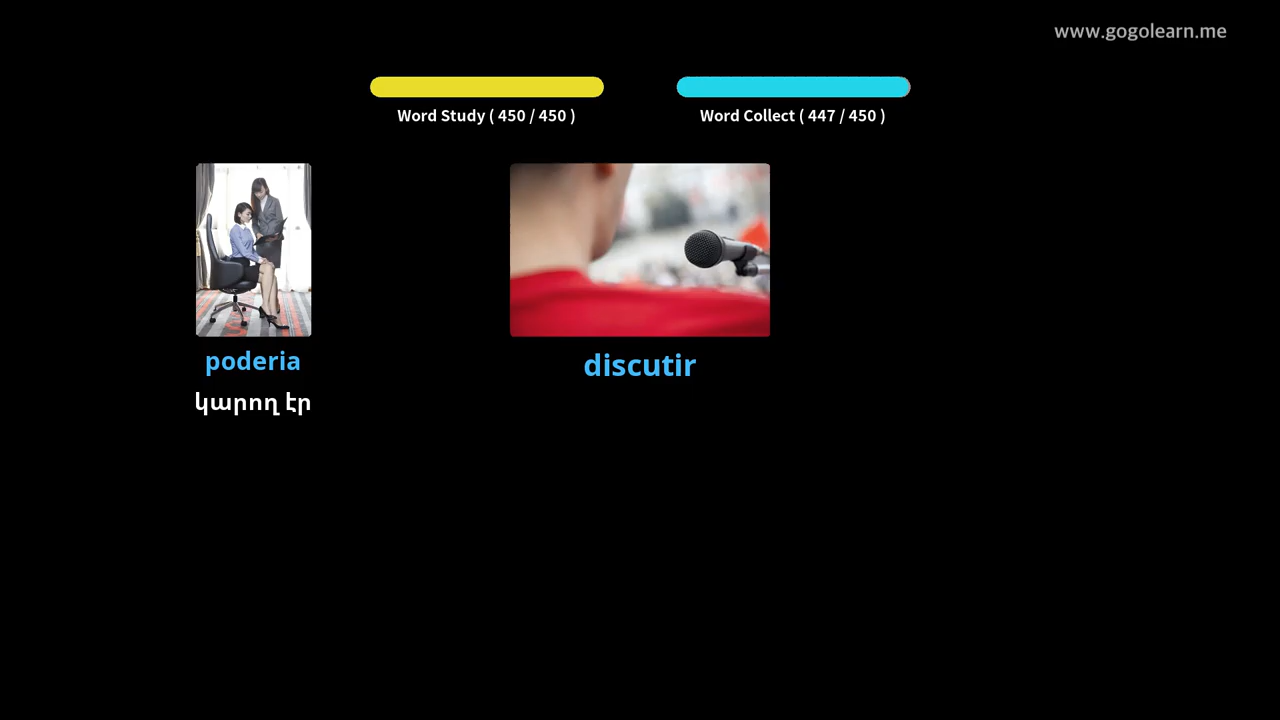 www.gogolearn.me
Word Study ( 450 / 450 )
Word Collect ( 447 / 450 )
poderia
discutir
կարող էր